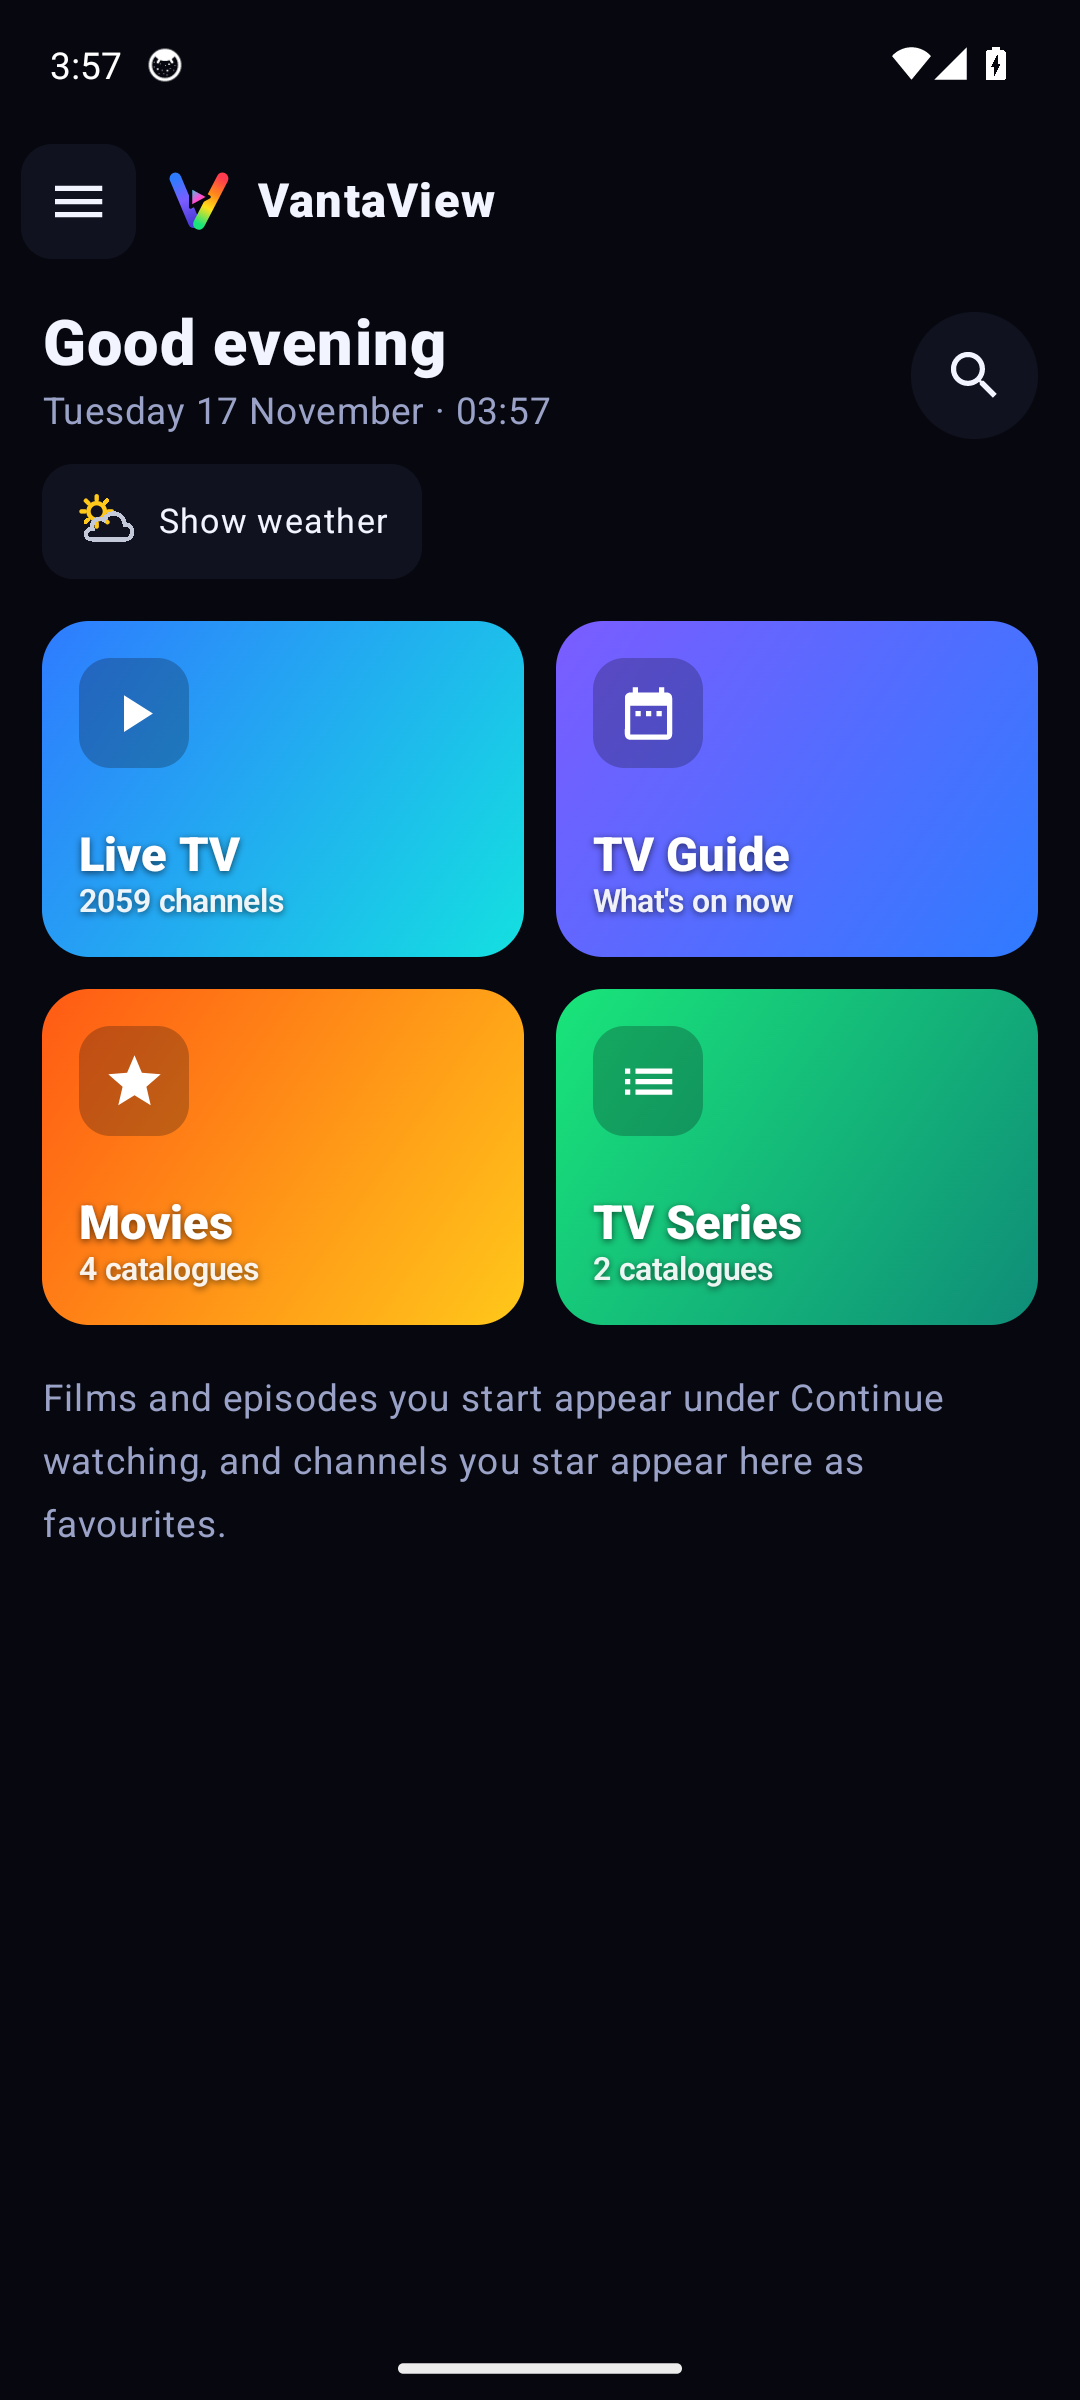 3:57
VantaView
Good evening
Tuesday 17 November · 03:57
Show weather
Live TV
2059 channels
TV Guide
What's on now
Movies
4 catalogues
TV Series
2 catalogues
Films and episodes you start appear under Continue
watching, and channels you star appear here as
favourites.